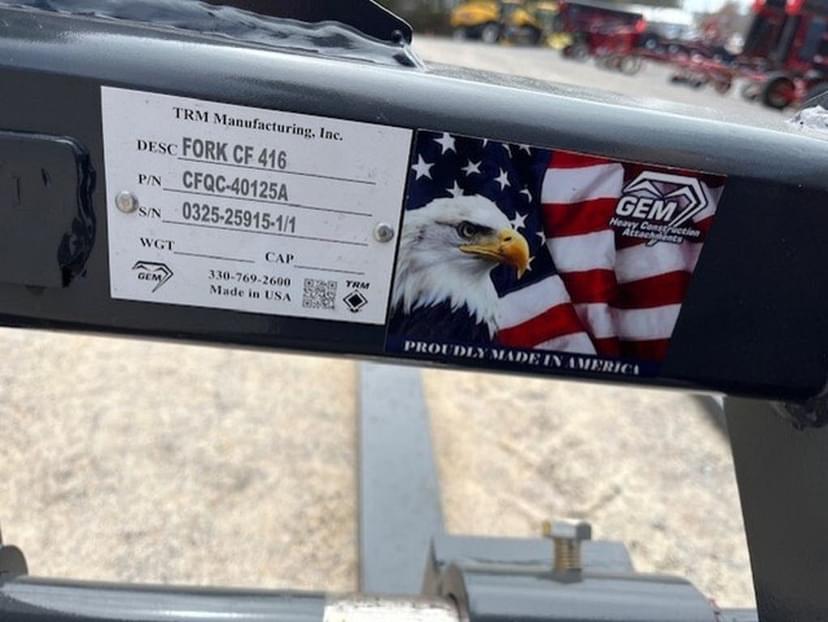 TRM Manufacturing, Inc.
DESC FORK CF 416
P/N CFQC-40125A
S/N 0325-25915-1/1
WGT CAP
GEM 330-769-2600 TRM
Made in USA
GEM
Heavy Construction
Attachments
PROUDLY MADE IN AMERICA